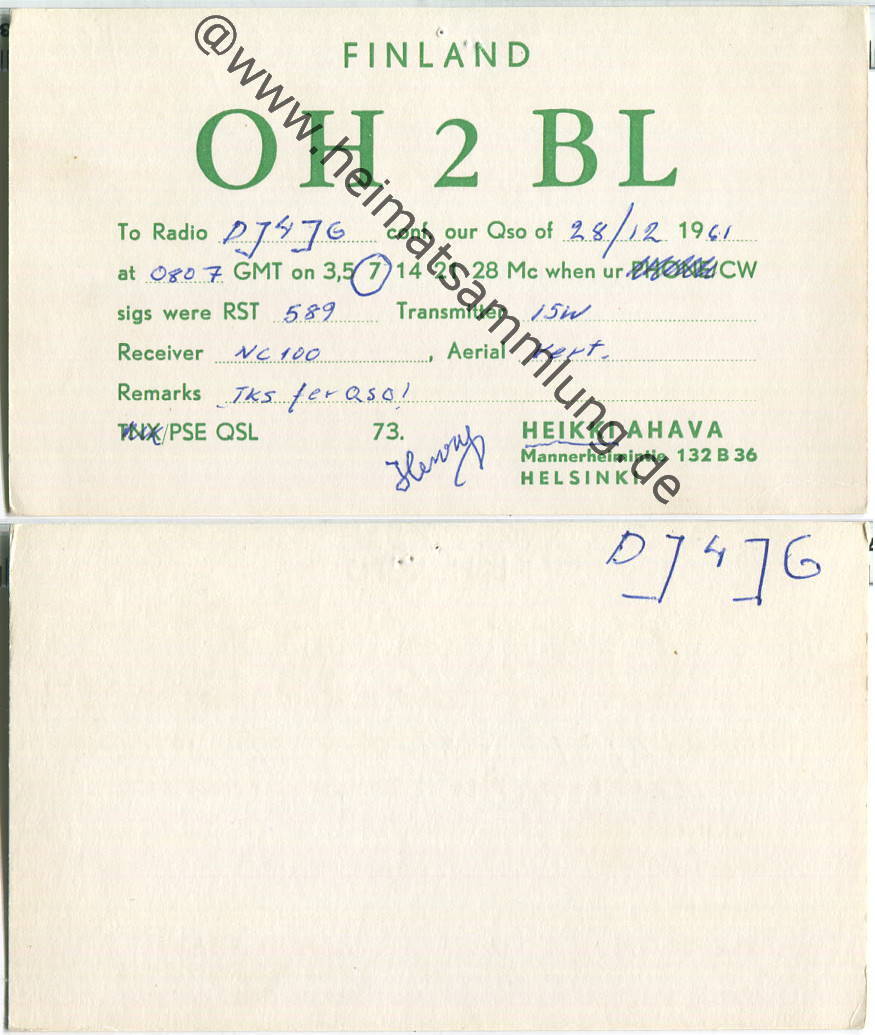 FINLAND
OH 2 BL
To Radio DJ4JG conf. our Qso of 28/12 1961
at 0807 GMT on 3,5 7 14 21 28 Mc when ur PHONE/CW
sigs were RST 589 Transmitter 15W
Receiver NC100, Aerial Vert.
Remarks Tks fer QSO!
TNX/PSE QSL 73. HEIKKI AHAVA
Henry Mannerheimintie 132 B 36
HELSINKI
@www.heimatsammlung.de
DJ4JG